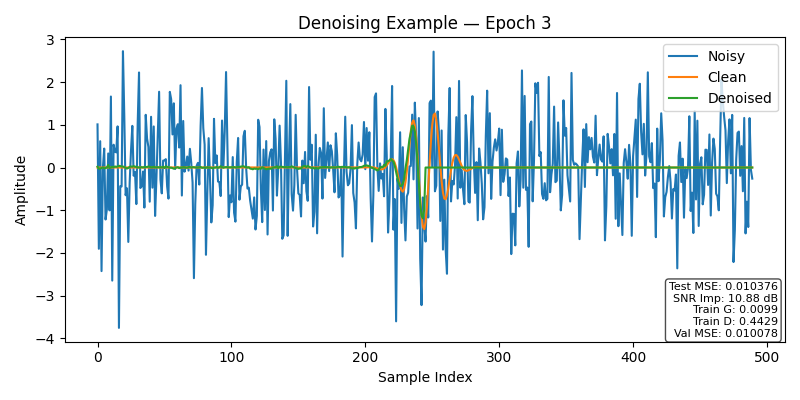 Denoising Example — Epoch 3
Amplitude
3
2
1
0
−1
−2
−3
−4
Noisy
Clean
Denoised
Test MSE: 0.010376
SNR Imp: 10.88 dB
Train G: 0.0099
Train D: 0.4429
Val MSE: 0.010078
0 100 200 300 400 500
Sample Index